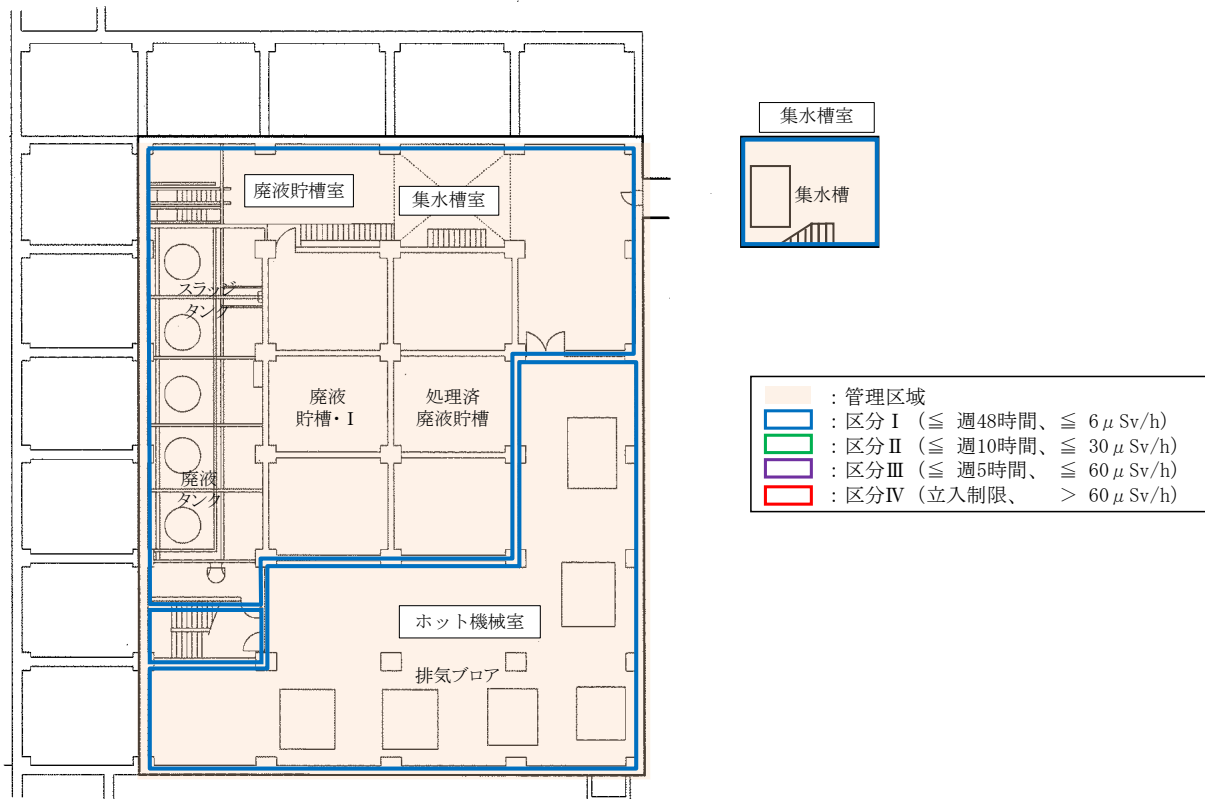 集水槽室
集水槽
廃液貯槽室
集水槽室
スラッジ
タンク
廃液
貯槽・Ⅰ
処理済
廃液貯槽
廃液
タンク
ホット機械室
排気ブロア
：管理区域
：区分Ⅰ（≦ 週48時間、≦ 6μSv/h）
：区分Ⅱ（≦ 週10時間、≦ 30μSv/h）
：区分Ⅲ（≦ 週5時間、 ≦ 60μSv/h）
：区分Ⅳ（立入制限、 > 60μSv/h）